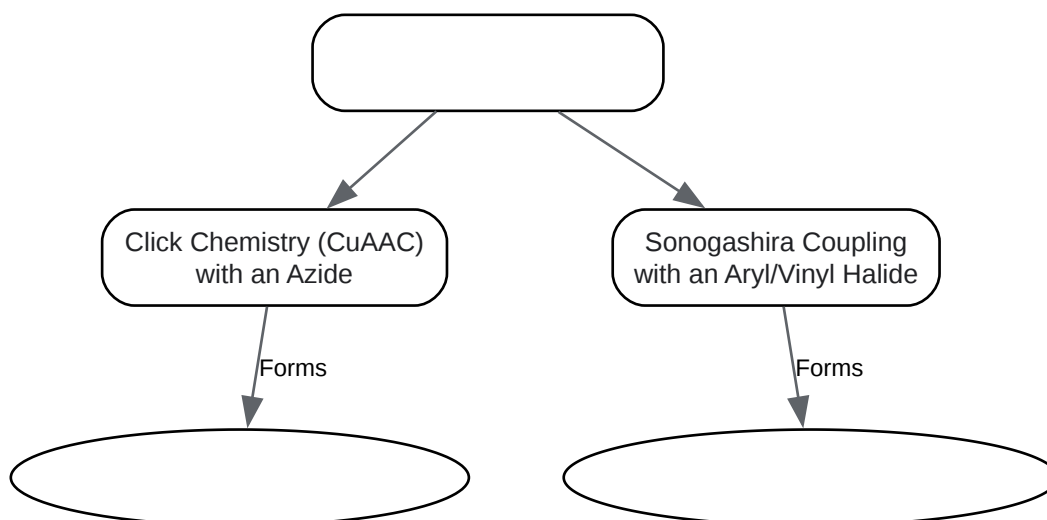 Click Chemistry (CuAAC)
with an Azide
Sonogashira Coupling
with an Aryl/Vinyl Halide
Forms
Forms